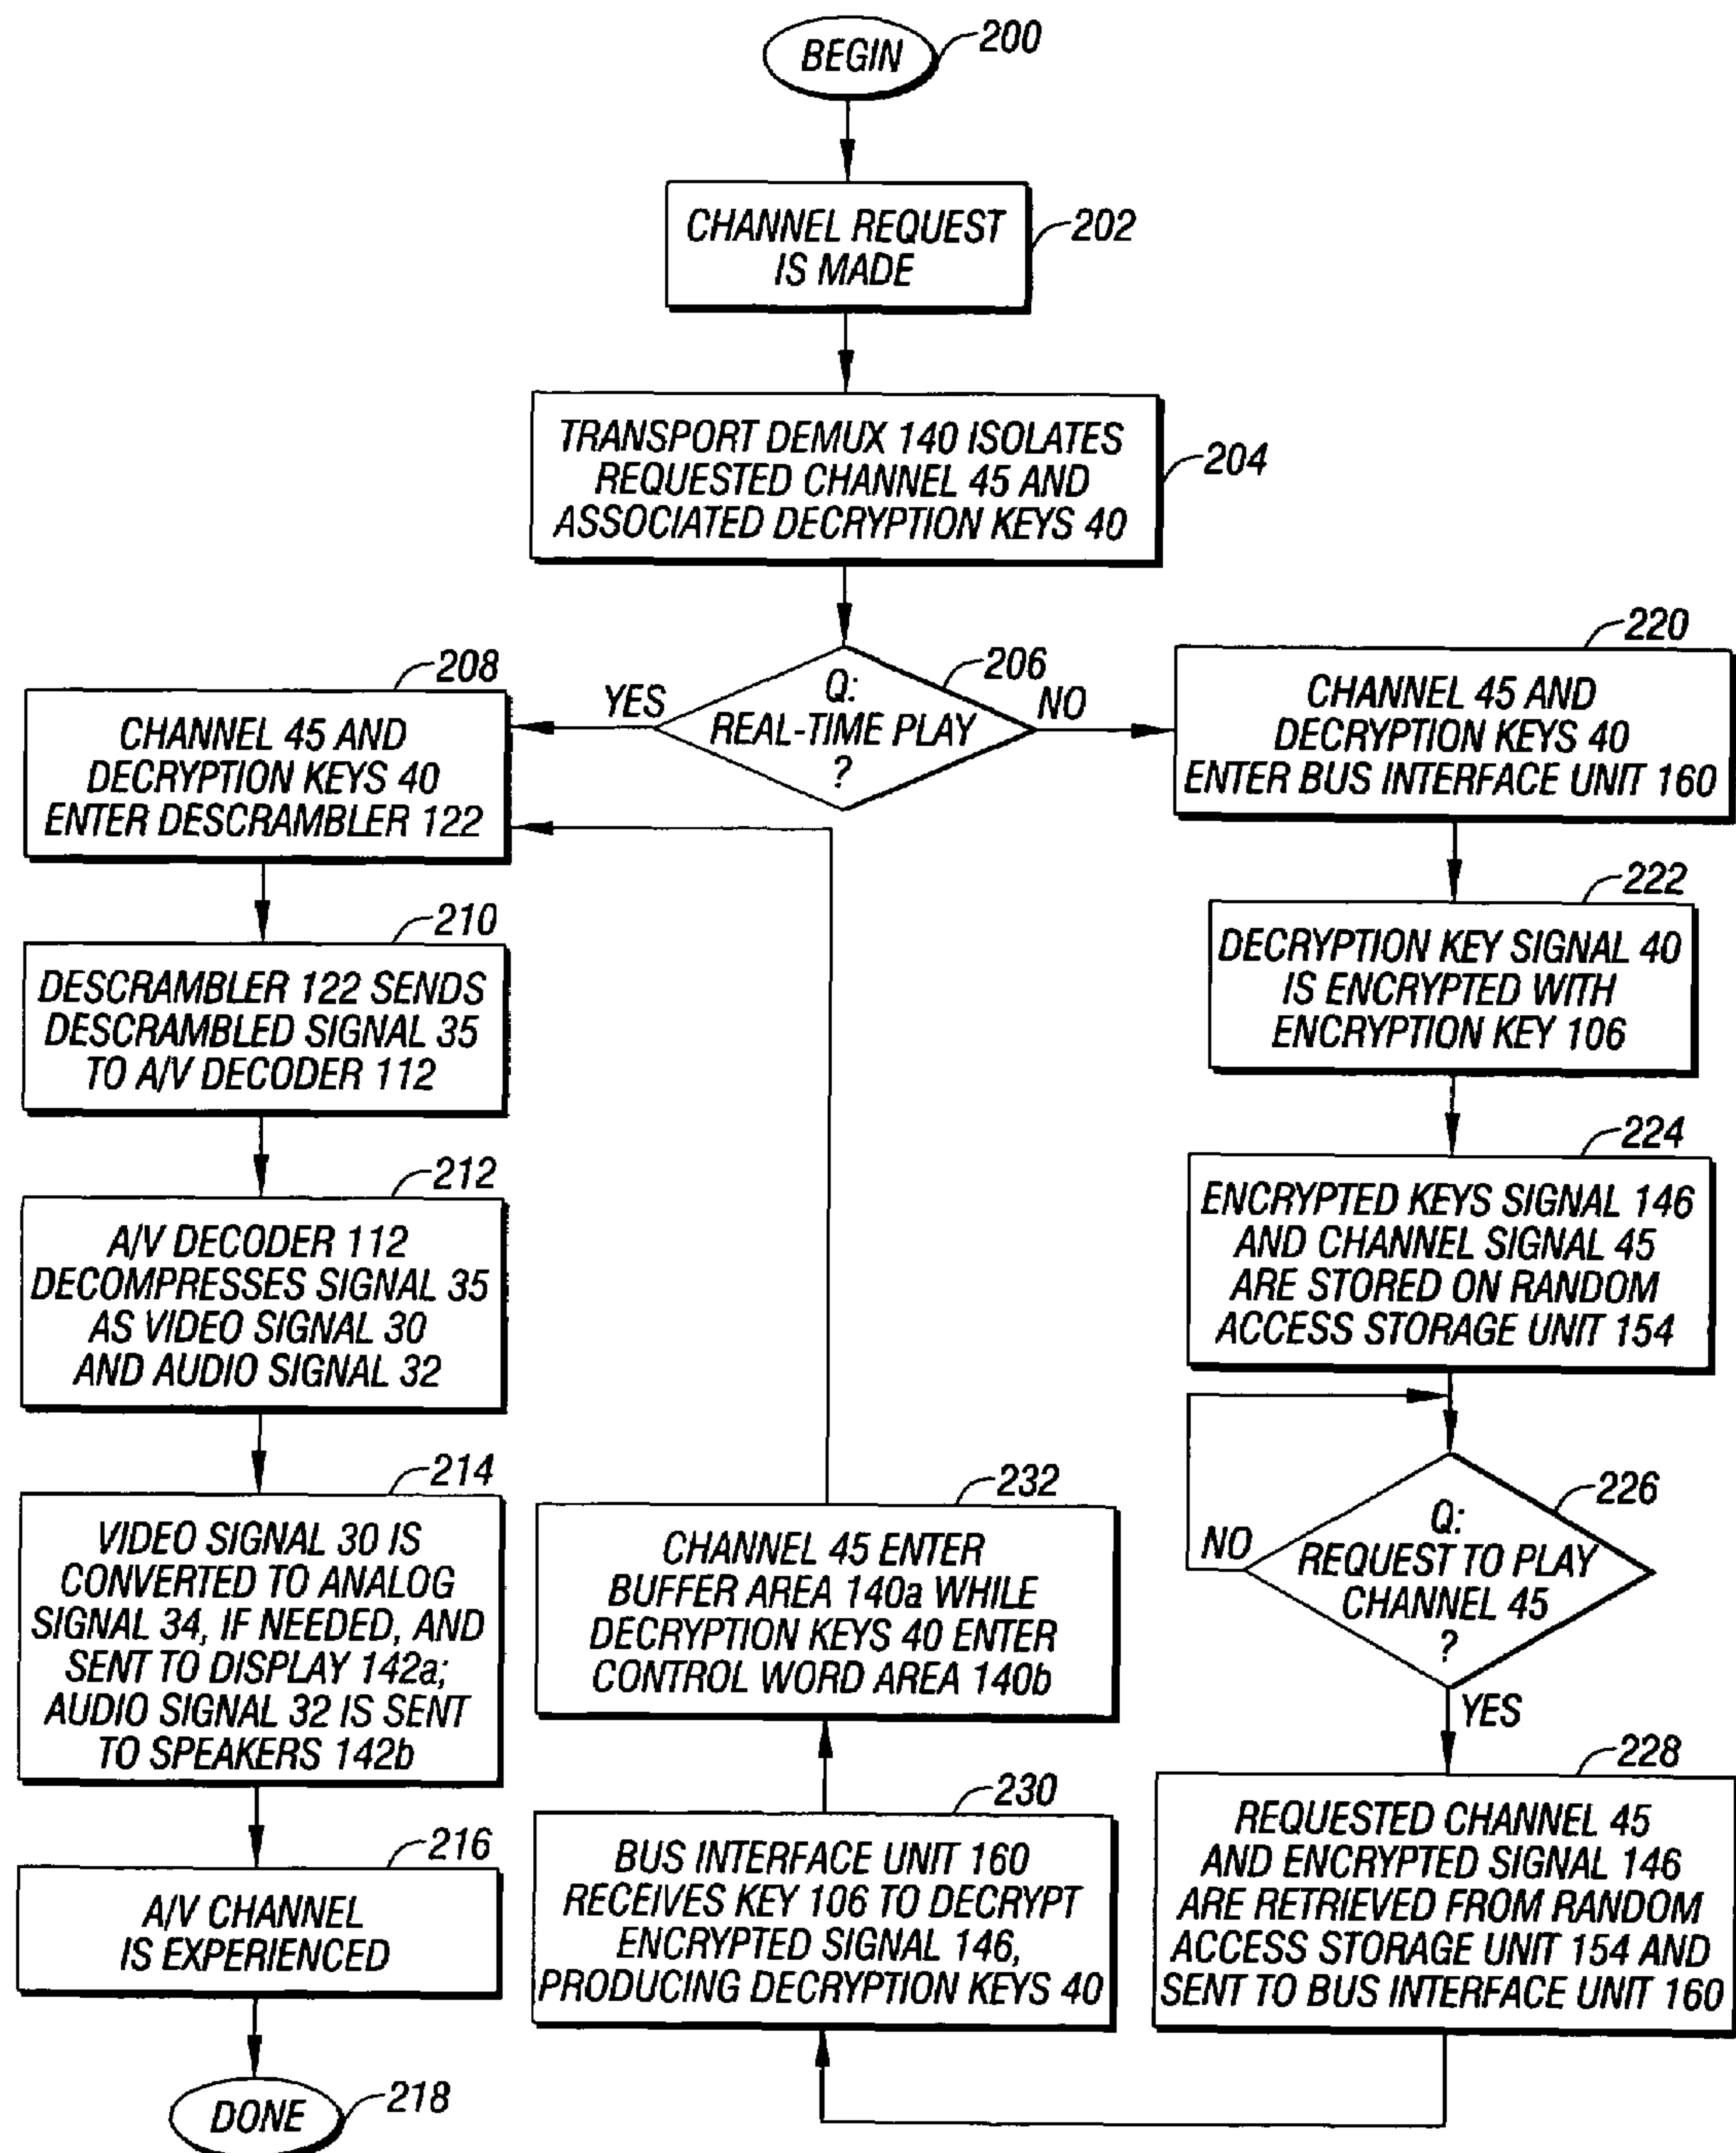 BEGIN
200
CHANNEL REQUEST
IS MADE
202
TRANSPORT DEMUX 140 ISOLATES
REQUESTED CHANNEL 45 AND
ASSOCIATED DECRYPTION KEYS 40
204
Q:
REAL-TIME PLAY
?
206
YES
NO
208
CHANNEL 45 AND
DECRYPTION KEYS 40
ENTER DESCRAMBLER 122
210
DESCRAMBLER 122 SENDS
DESCRAMBLED SIGNAL 35
TO A/V DECODER 112
212
A/V DECODER 112
DECOMPRESSES SIGNAL 35
AS VIDEO SIGNAL 30
AND AUDIO SIGNAL 32
214
VIDEO SIGNAL 30 IS
CONVERTED TO ANALOG
SIGNAL 34, IF NEEDED, AND
SENT TO DISPLAY 142a;
AUDIO SIGNAL 32 IS SENT
TO SPEAKERS 142b
216
A/V CHANNEL
IS EXPERIENCED
DONE
218
220
CHANNEL 45 AND
DECRYPTION KEYS 40
ENTER BUS INTERFACE UNIT 160
222
DECRYPTION KEY SIGNAL 40
IS ENCRYPTED WITH
ENCRYPTION KEY 106
224
ENCRYPTED KEYS SIGNAL 146
AND CHANNEL SIGNAL 45
ARE STORED ON RANDOM
ACCESS STORAGE UNIT 154
226
Q:
REQUEST TO PLAY
CHANNEL 45
?
NO
YES
228
REQUESTED CHANNEL 45
AND ENCRYPTED SIGNAL 146
ARE RETRIEVED FROM RANDOM
ACCESS STORAGE UNIT 154 AND
SENT TO BUS INTERFACE UNIT 160
230
BUS INTERFACE UNIT 160
RECEIVES KEY 106 TO DECRYPT
ENCRYPTED SIGNAL 146,
PRODUCING DECRYPTION KEYS 40
232
CHANNEL 45 ENTER
BUFFER AREA 140a WHILE
DECRYPTION KEYS 40 ENTER
CONTROL WORD AREA 140b